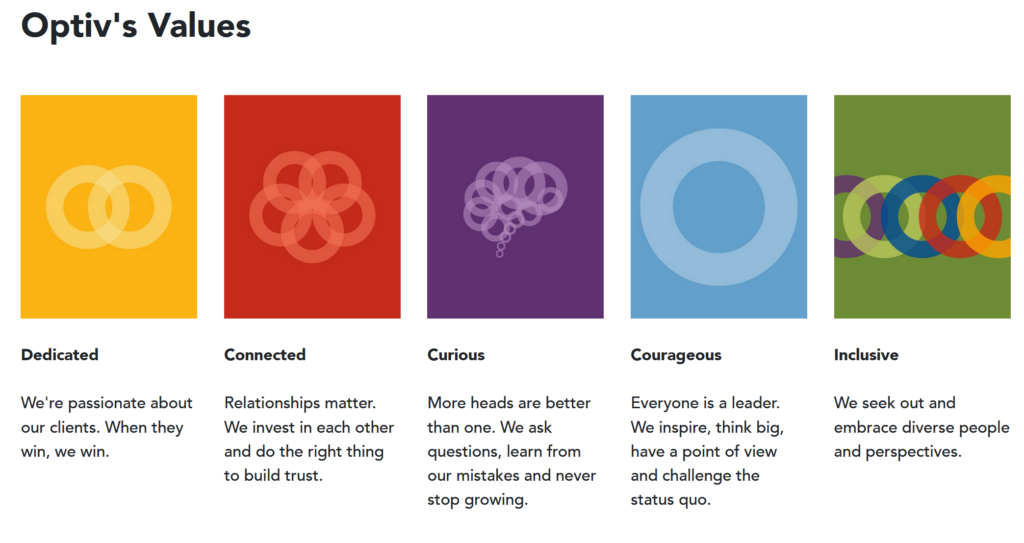 Optiv's Values
Dedicated
We're passionate about
our clients. When they
win, we win.
Connected
Relationships matter.
We invest in each other
and do the right thing
to build trust.
Curious
More heads are better
than one. We ask
questions, learn from
our mistakes and never
stop growing.
Courageous
Everyone is a leader.
We inspire, think big,
have a point of view
and challenge the
status quo.
Inclusive
We seek out and
embrace diverse people
and perspectives.